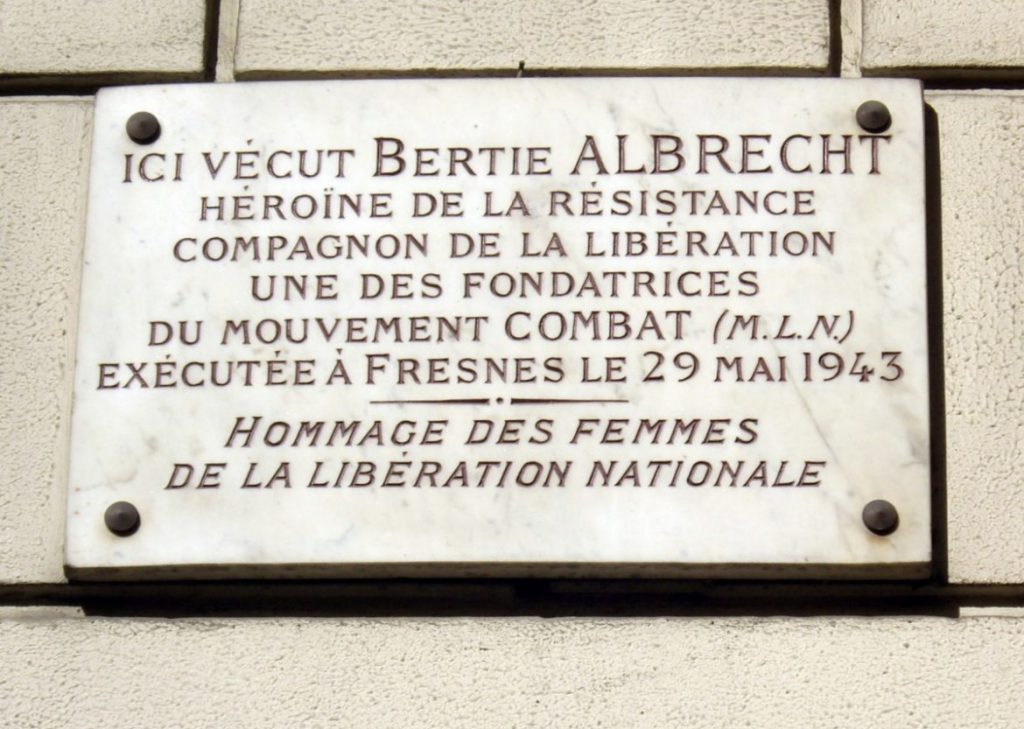 ICI VÉCUT BERTIE ALBRECHT
HÉROÏNE DE LA RÉSISTANCE
COMPAGNON DE LA LIBÉRATION
UNE DES FONDATRICES
DU MOUVEMENT COMBAT (M.L.N.)
EXÉCUTÉE À FRESNES LE 29 MAI 1943
HOMMAGE DES FEMMES
DE LA LIBÉRATION NATIONALE